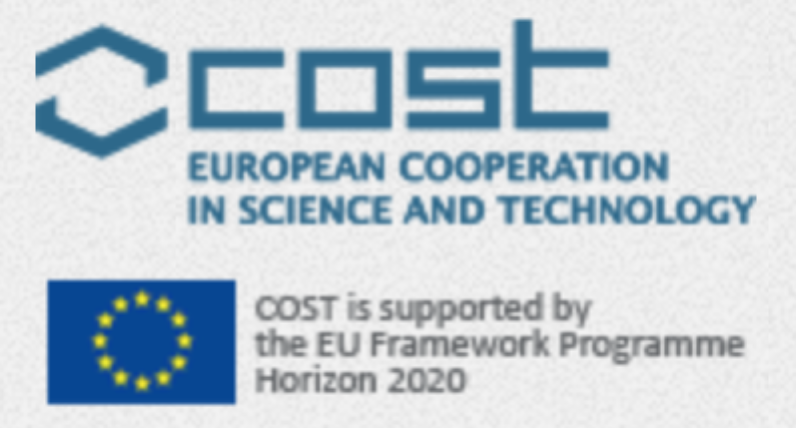 cost
EUROPEAN COOPERATION
IN SCIENCE AND TECHNOLOGY
COST is supported by
the EU Framework Programme
Horizon 2020